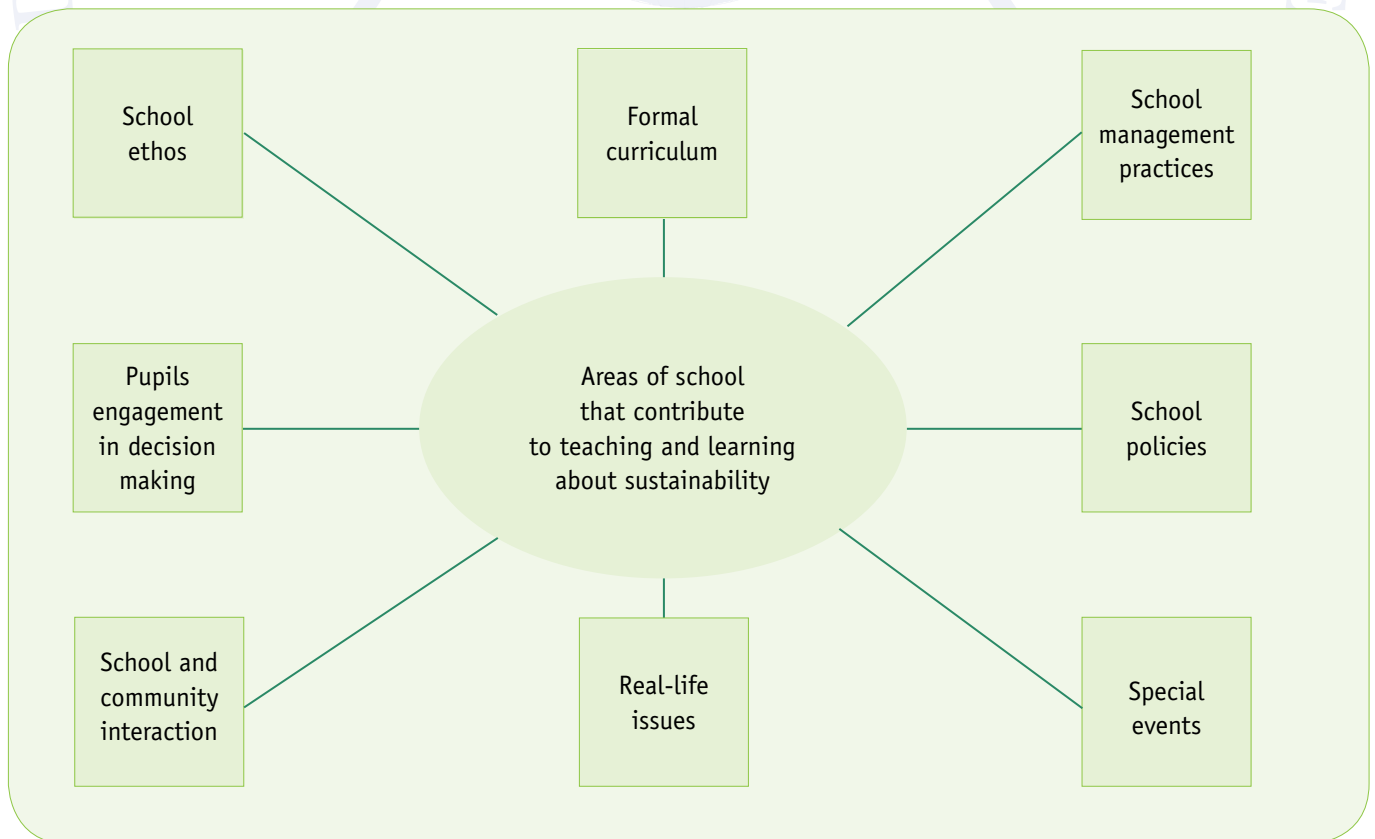 School
ethos
Formal
curriculum
School
management
practices
Pupils
engagement
in decision
making
Areas of school
that contribute
to teaching and learning
about sustainability
School
policies
School and
community
interaction
Real-life
issues
Special
events